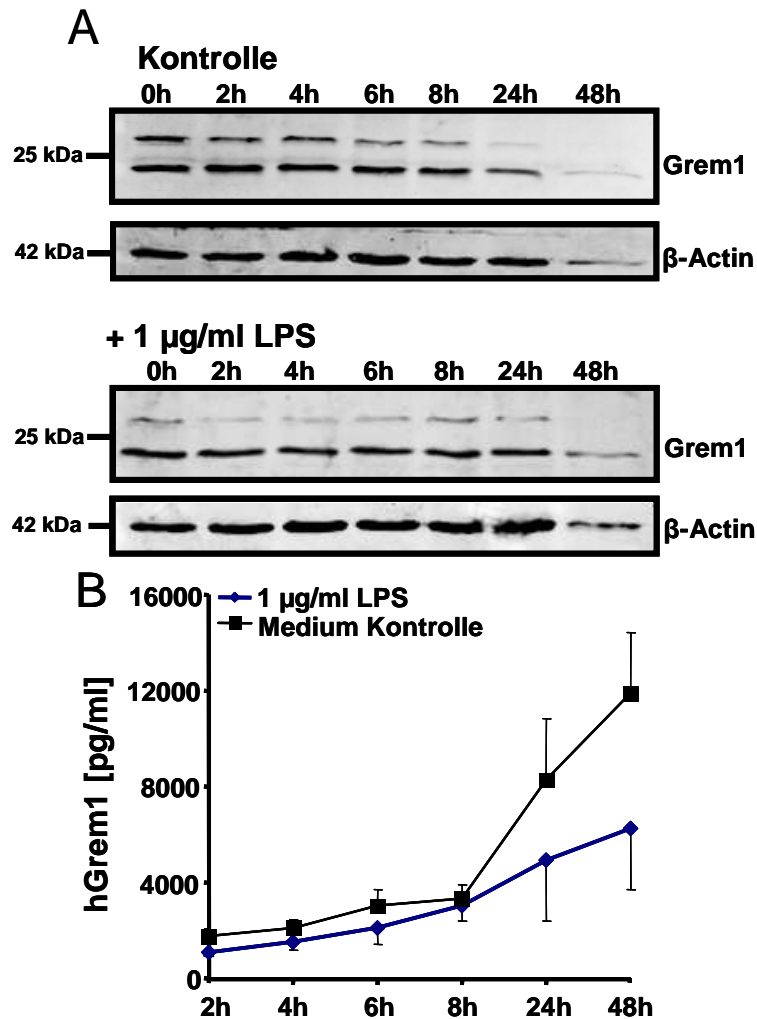 A
Kontrolle
0h 2h 4h 6h 8h 24h 48h
25 kDa
Grem1
42 kDa
β-Actin
+ 1 µg/ml LPS
0h 2h 4h 6h 8h 24h 48h
25 kDa
Grem1
42 kDa
β-Actin
B
1 µg/ml LPS
Medium Kontrolle
hGrem1 [pg/ml]
16000
12000
8000
4000
0
2h 4h 6h 8h 24h 48h